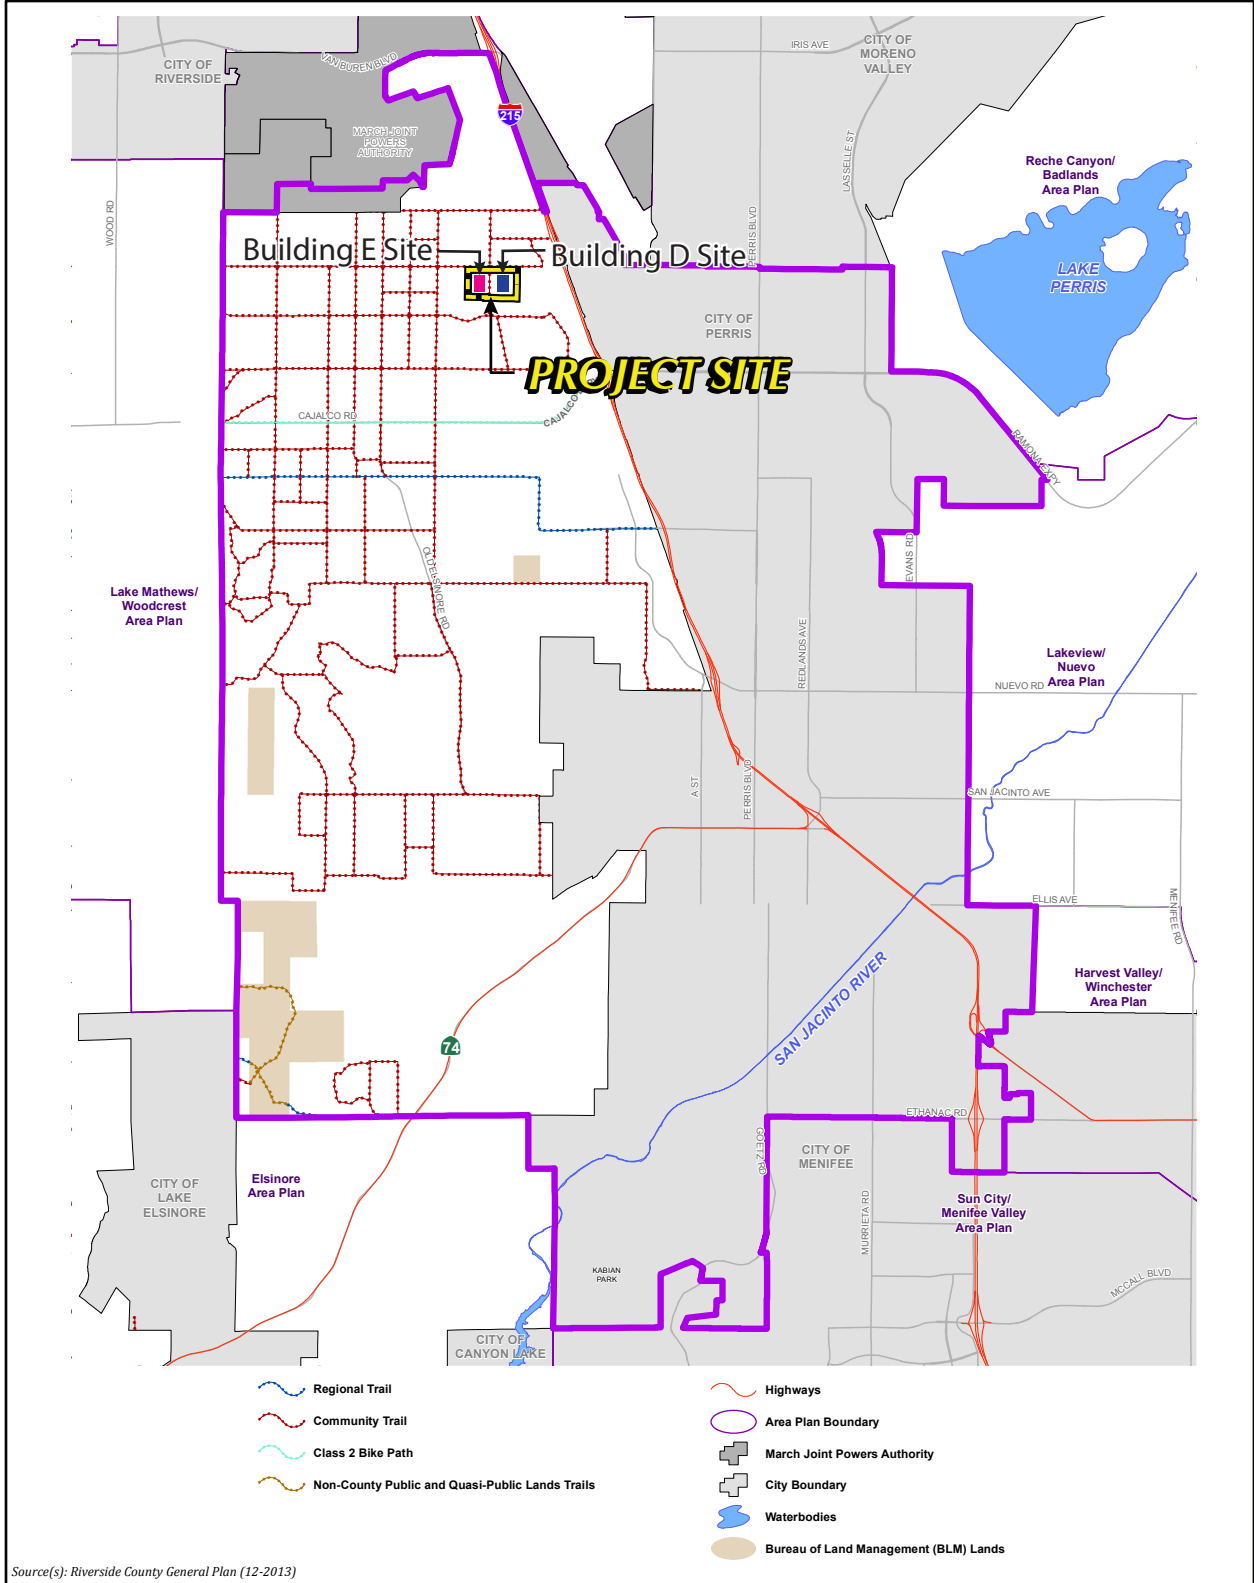 IRIS AVE
CITY OF
MORENO
VALLEY
CITY OF
RIVERSIDE
VAN BUREN BLVD
215
MARCH JOINT
POWERS
AUTHORITY
LASSELLE ST
Reche Canyon/
Badlands
Area Plan
WOOD RD
PERRIS BLVD
Building E Site
Building D Site
LAKE
PERRIS
CITY OF
PERRIS
PROJECT SITE
CAJALCO RD
CAJALCO
RAMONA EXPY
OLD ELSINORE RD
EVANS RD
Lake Mathews/
Woodcrest
Area Plan
REDLANDS AVE
Lakeview/
Nuevo
Area Plan
NUEVO RD
A ST
PERRIS BLVD
SAN JACINTO AVE
ELLIS AVE
MENIFEE RD
SAN JACINTO RIVER
Harvest Valley/
Winchester
Area Plan
74
ETHANAC RD
GOETZ RD
CITY OF
MENIFEE
CITY OF
LAKE
ELSINORE
Elsinore
Area Plan
MURRIETA RD
Sun City/
Menifee Valley
Area Plan
KABIAN
PARK
MCCALL BLVD
CITY OF
CANYON LAKE
Regional Trail
Community Trail
Class 2 Bike Path
Non-County Public and Quasi-Public Lands Trails
Highways
Area Plan Boundary
March Joint Powers Authority
City Boundary
Waterbodies
Bureau of Land Management (BLM) Lands
Source(s): Riverside County General Plan (12-2013)